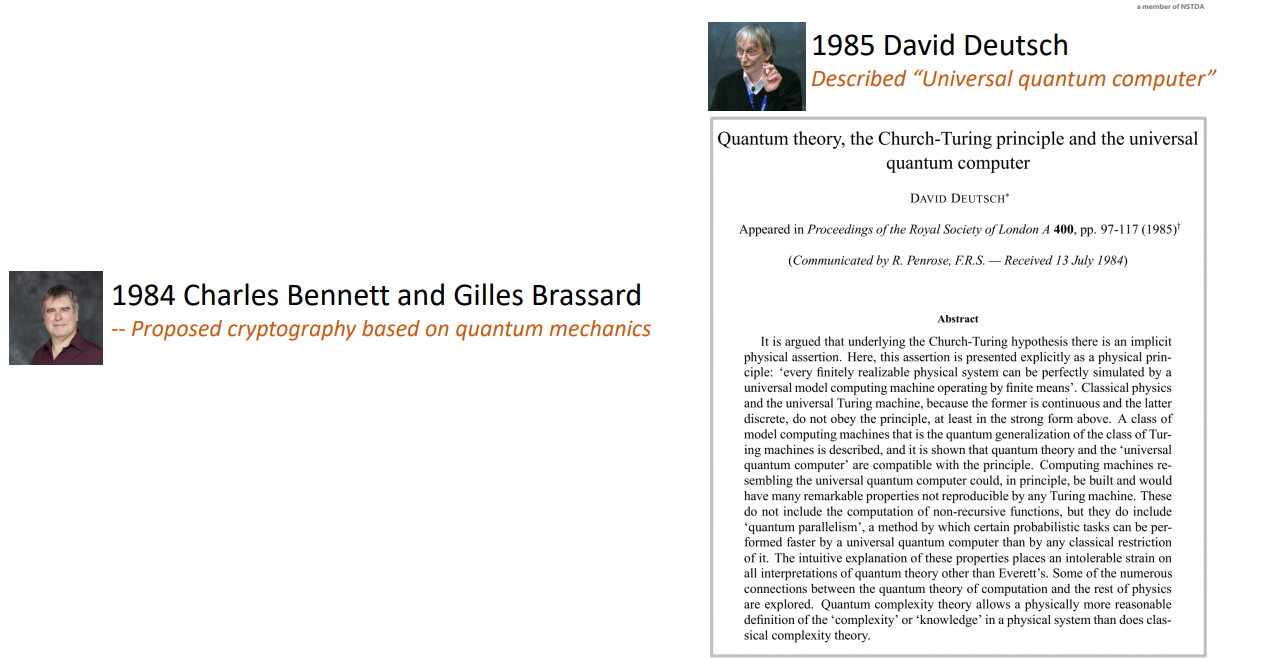 a member of NSTDA
1985 David Deutsch
Described “Universal quantum computer”
Quantum theory, the Church-Turing principle and the universal
quantum computer
DAVID DEUTSCH*
Appeared in Proceedings of the Royal Society of London A 400, pp. 97-117 (1985)†
(Communicated by R. Penrose, F.R.S. — Received 13 July 1984)
Abstract
It is argued that underlying the Church-Turing hypothesis there is an implicit
physical assertion. Here, this assertion is presented explicitly as a physical prin-
ciple: ‘every finitely realizable physical system can be perfectly simulated by a
universal model computing machine operating by finite means’. Classical physics
and the universal Turing machine, because the former is continuous and the latter
discrete, do not obey the principle, at least in the strong form above. A class of
model computing machines that is the quantum generalization of the class of Tur-
ing machines is described, and it is shown that quantum theory and the ‘universal
quantum computer’ are compatible with the principle. Computing machines re-
sembling the universal quantum computer could, in principle, be built and would
have many remarkable properties not reproducible by any Turing machine. These
do not include the computation of non-recursive functions, but they do include
‘quantum parallelism’, a method by which certain probabilistic tasks can be per-
formed faster by a universal quantum computer than by any classical restriction
of it. The intuitive explanation of these properties places an intolerable strain on
all interpretations of quantum theory other than Everett’s. Some of the numerous
connections between the quantum theory of computation and the rest of physics
are explored. Quantum complexity theory allows a physically more reasonable
definition of the ‘complexity’ or ‘knowledge’ in a physical system than does clas-
sical complexity theory.
1984 Charles Bennett and Gilles Brassard
-- Proposed cryptography based on quantum mechanics